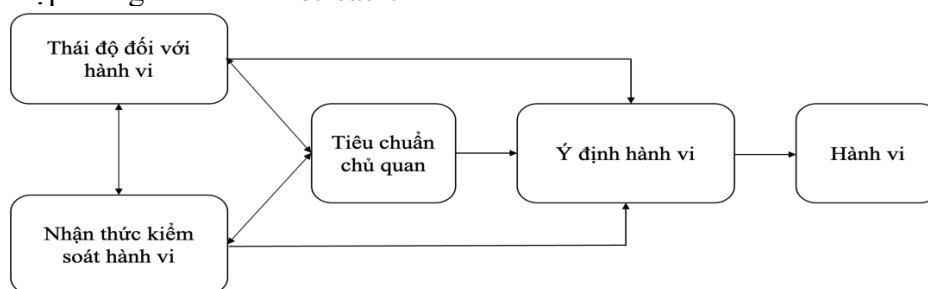 Thái độ đối với
hành vi
Tiêu chuẩn
chủ quan
Ý định hành vi
Hành vi
Nhận thức kiểm
soát hành vi